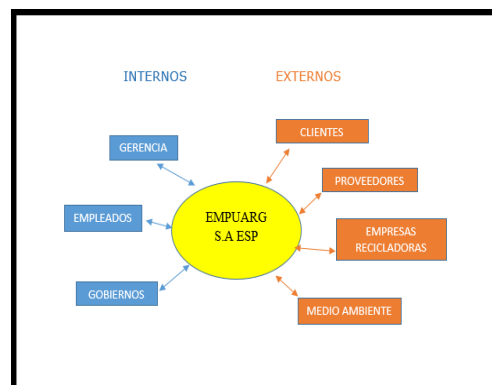 INTERNOS
EXTERNOS
CLIENTES
GERENCIA
PROVEEDORES
EMPLEADOS
EMPUARG
S.A ESP
EMPRESAS
RECICLADORAS
GOBIERNOS
MEDIO AMBIENTE